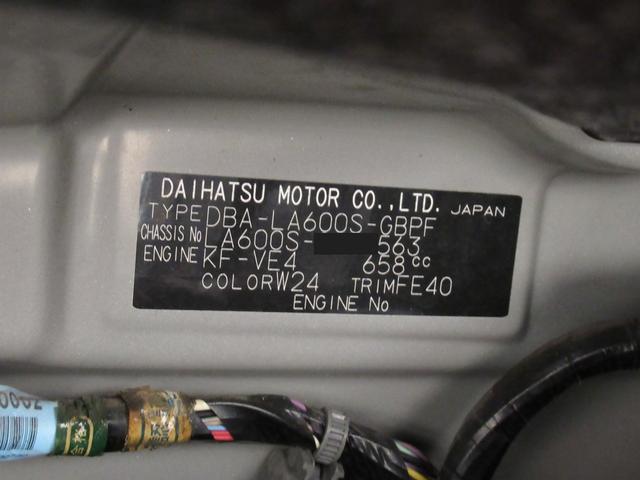 DAIHATSU MOTOR CO.,LTD. JAPAN
TYPE DBA-LA600S-GBPF
CHASSIS No LA600S- 563
ENGINE KF-VE4 658cc
COLOR W24 TRIM FE40
ENGINE No